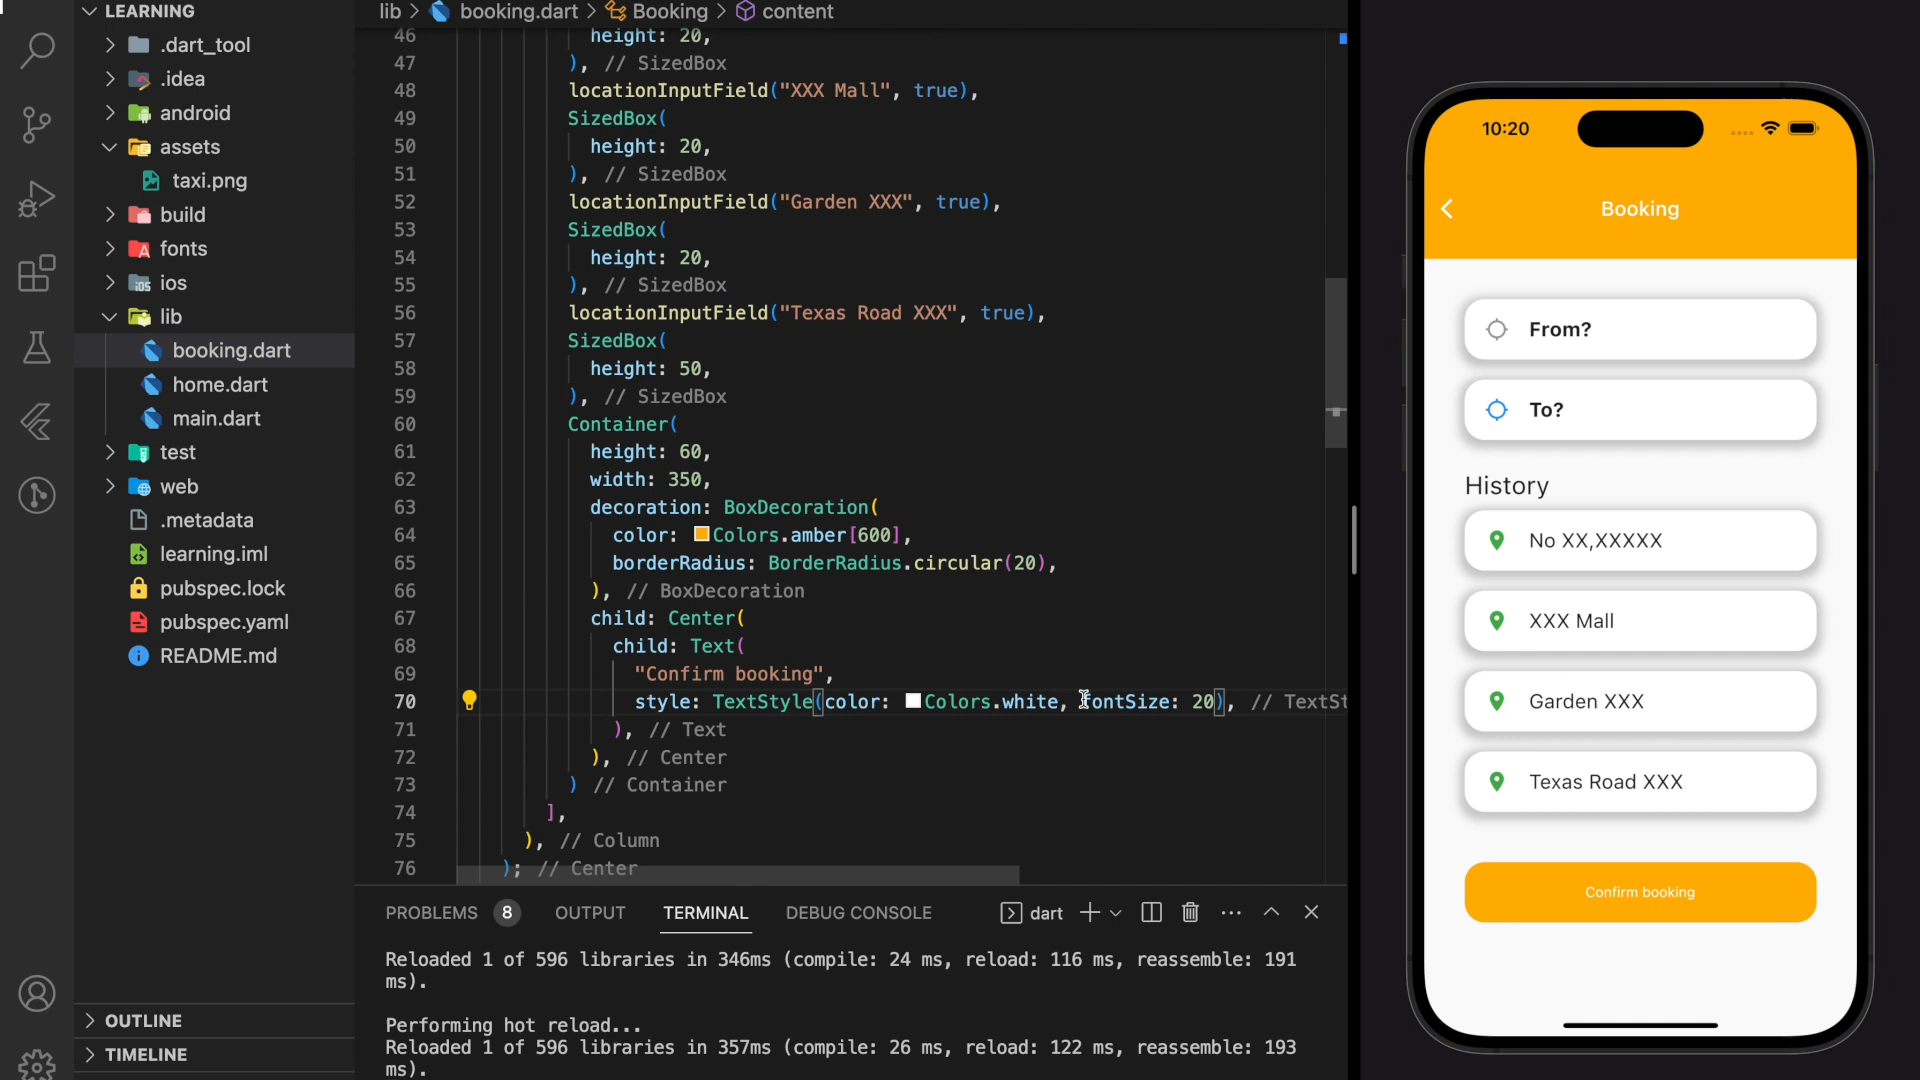 LEARNING
.dart_tool
.idea
android
assets
taxi.png
build
fonts
ios
lib
booking.dart
home.dart
main.dart
test
web
.metadata
learning.iml
pubspec.lock
pubspec.yaml
README.md
OUTLINE
TIMELINE
lib > booking.dart > Booking > content
46 height: 20,
47 ), // SizedBox
48 locationInputField("XXX Mall", true),
49 SizedBox(
50 height: 20,
51 ), // SizedBox
52 locationInputField("Garden XXX", true),
53 SizedBox(
54 height: 20,
55 ), // SizedBox
56 locationInputField("Texas Road XXX", true),
57 SizedBox(
58 height: 50,
59 ), // SizedBox
60 Container(
61 height: 60,
62 width: 350,
63 decoration: BoxDecoration(
64 color: Colors.amber[600],
65 borderRadius: BorderRadius.circular(20),
66 ), // BoxDecoration
67 child: Center(
68 child: Text(
69 "Confirm booking",
70 style: TextStyle(color: Colors.white, fontSize: 20), // TextSt
71 ), // Text
72 ), // Center
73 ) // Container
74 ],
75 ), // Column
76 ); // Center
PROBLEMS 8 OUTPUT TERMINAL DEBUG CONSOLE dart
Reloaded 1 of 596 libraries in 346ms (compile: 24 ms, reload: 116 ms, reassemble: 191
ms).
Performing hot reload...
Reloaded 1 of 596 libraries in 357ms (compile: 26 ms, reload: 122 ms, reassemble: 193
ms).
10:20
Booking
From?
To?
History
No XX,XXXXX
XXX Mall
Garden XXX
Texas Road XXX
Confirm booking